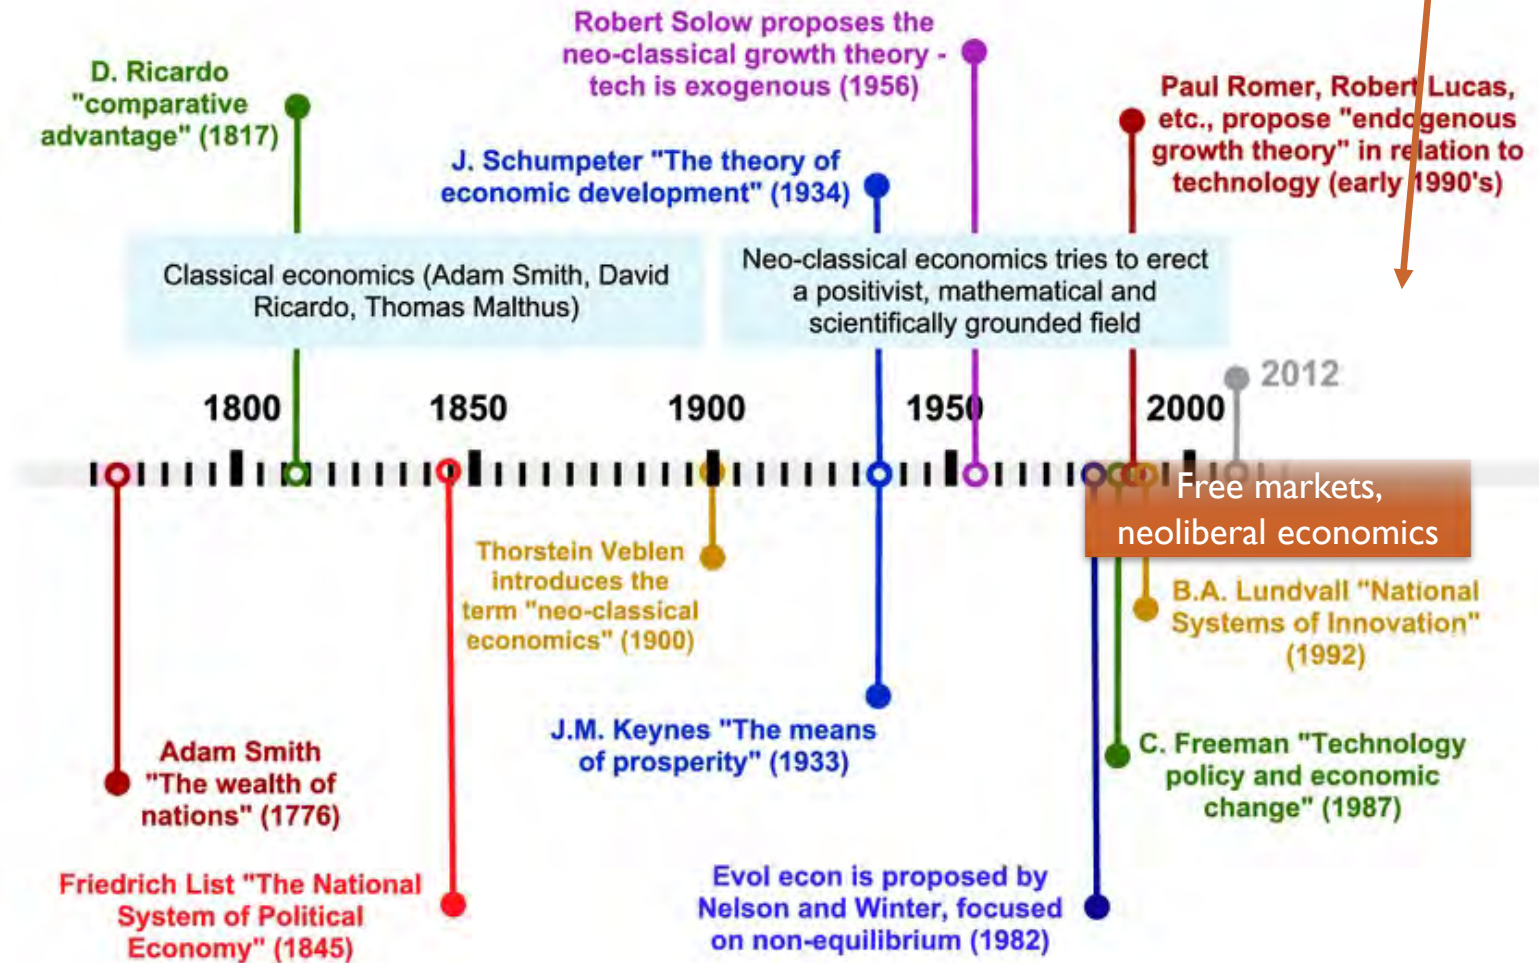 Robert Solow proposes the
neo-classical growth theory -
tech is exogenous (1956)
D. Ricardo
"comparative
advantage" (1817)
Paul Romer, Robert Lucas,
etc., propose "endogenous
growth theory" in relation to
technology (early 1990's)
J. Schumpeter "The theory of
economic development" (1934)
Classical economics (Adam Smith, David
Ricardo, Thomas Malthus)
Neo-classical economics tries to erect
a positivist, mathematical and
scientifically grounded field
2012
1800 1850 1900 1950 2000
Free markets,
neoliberal economics
Thorstein Veblen
introduces the
term "neo-classical
economics" (1900)
B.A. Lundvall "National
Systems of Innovation"
(1992)
J.M. Keynes "The means
of prosperity" (1933)
C. Freeman "Technology
policy and economic
change" (1987)
Adam Smith
"The wealth of
nations" (1776)
Friedrich List "The National
System of Political
Economy" (1845)
Evol econ is proposed by
Nelson and Winter, focused
on non-equilibrium (1982)